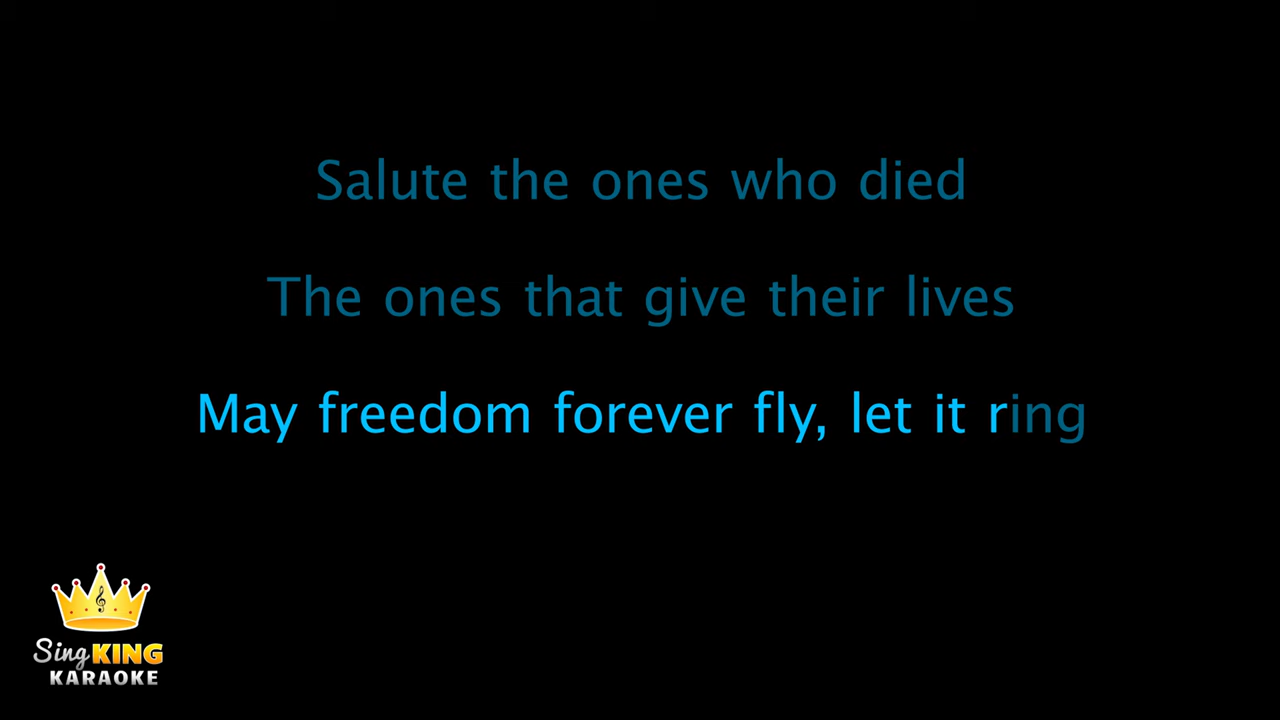 Salute the ones who died
The ones that give their lives
May freedom forever fly, let it ring
Sing KING
KARAOKE